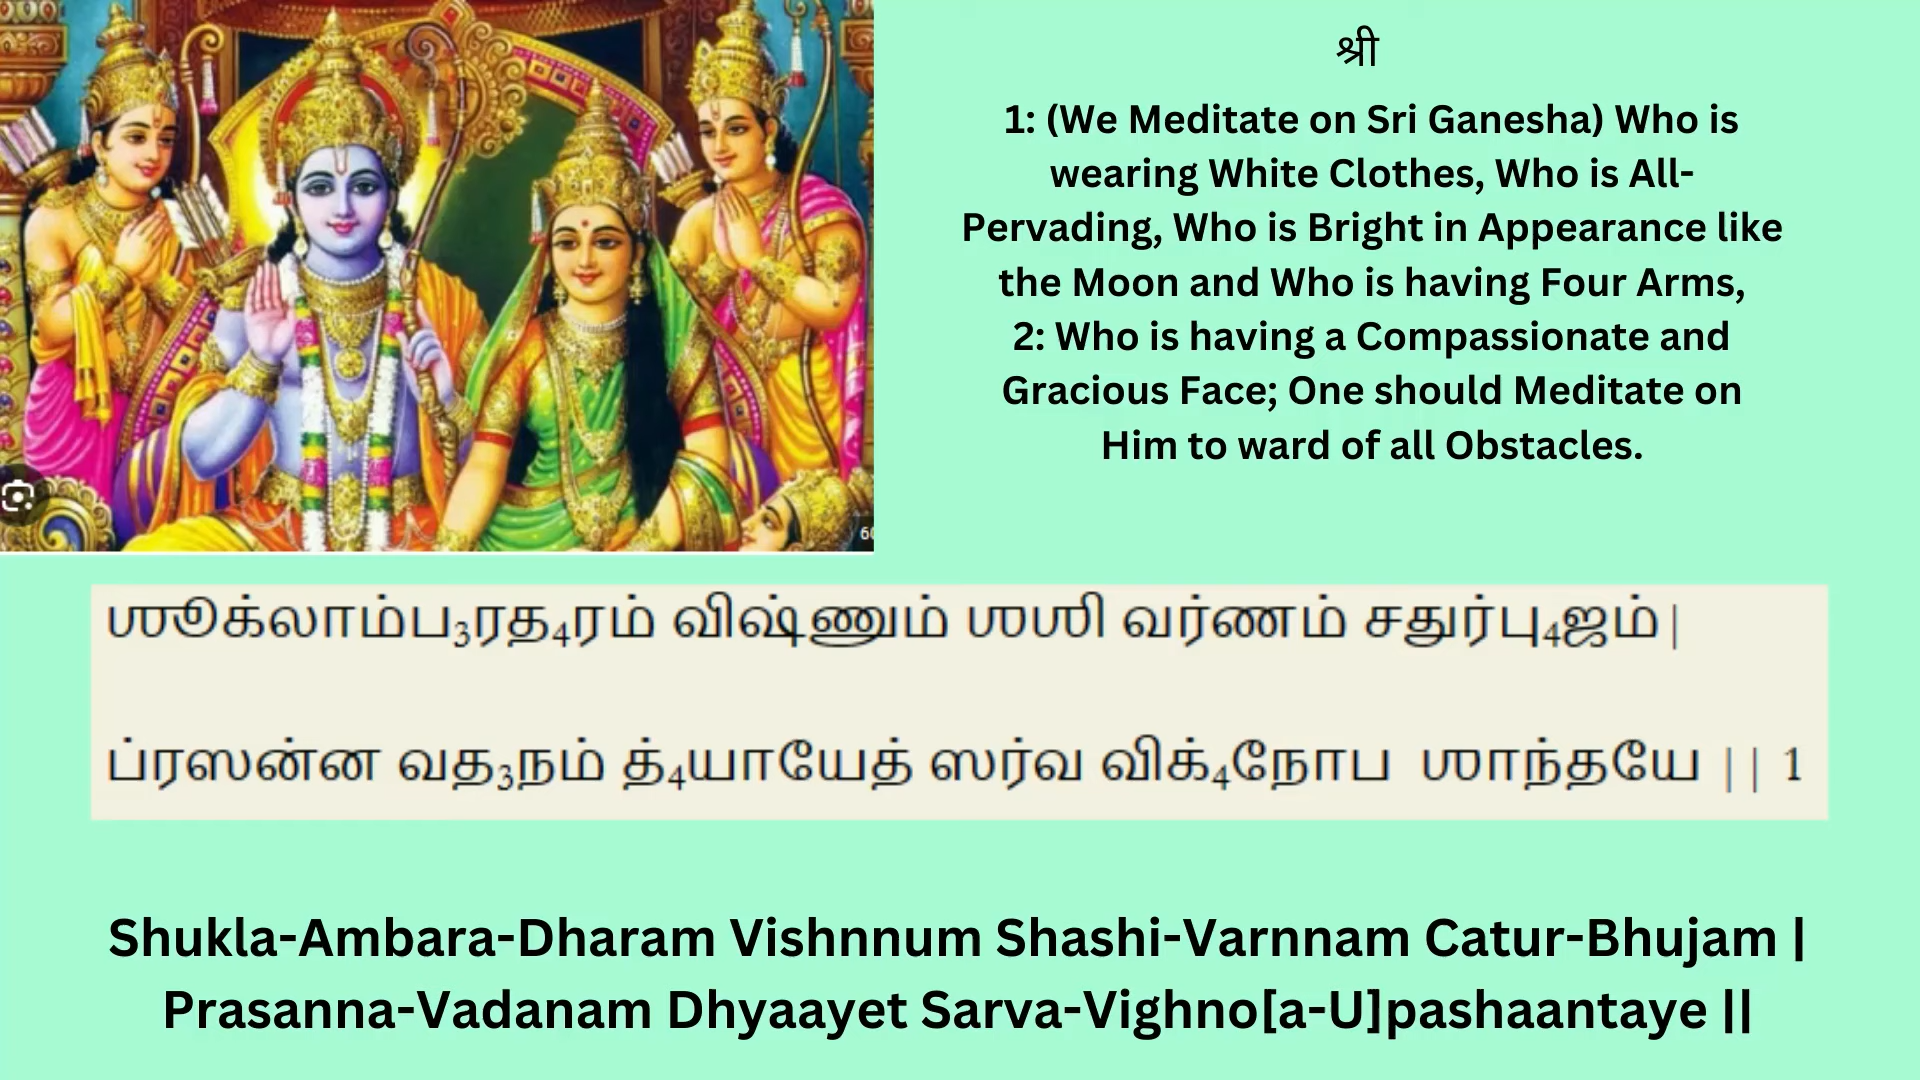 श्री
1: (We Meditate on Sri Ganesha) Who is
wearing White Clothes, Who is All-
Pervading, Who is Bright in Appearance like
the Moon and Who is having Four Arms,
2: Who is having a Compassionate and
Gracious Face; One should Meditate on
Him to ward of all Obstacles.
ஶூக்லாம்ப₃ரத₄ரம் விஷ்ணும் ஶஶி வர்ணம் சதுர்பு₄ஜம்|
ப்ரஸன்ன வத₃நம் த்₄யாயேத் ஸர்வ விக்₄நோப ஶாந்தயே || 1
Shukla-Ambara-Dharam Vishnnum Shashi-Varnnam Catur-Bhujam |
Prasanna-Vadanam Dhyaayet Sarva-Vighno[a-U]pashaantaye ||